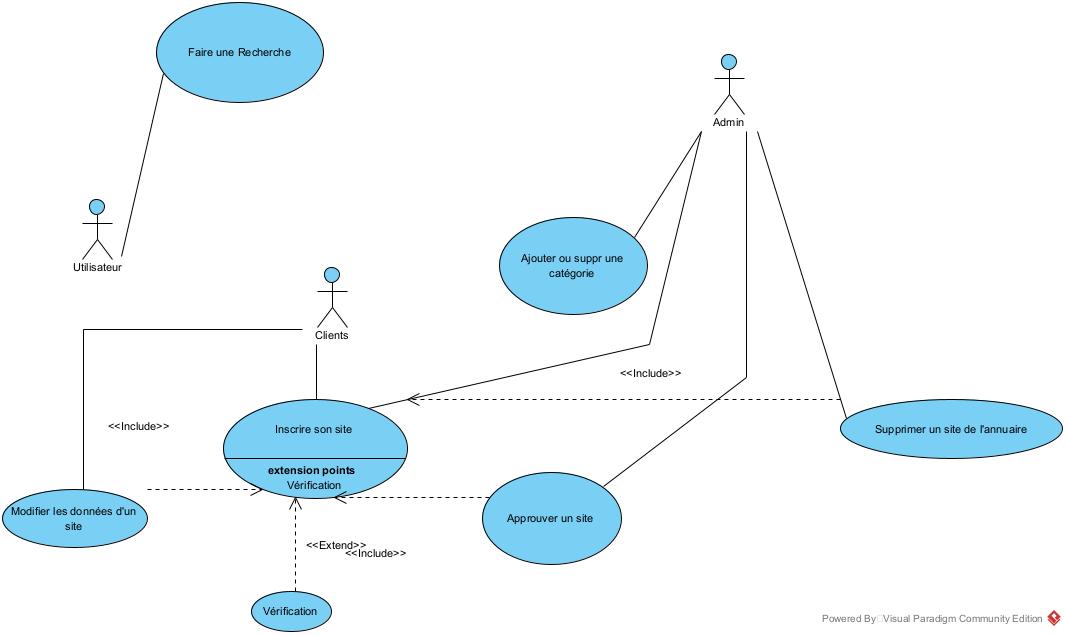 Faire une Recherche
Admin
Utilisateur
Ajouter ou suppr une
catégorie
Clients
<<Include>>
<<Include>>
Inscrire son site
extension points
Vérification
Supprimer un site de l'annuaire
Modifier les données d'un
site
Approuver un site
<<Extend>>
<<Include>>
Vérification
Powered By Visual Paradigm Community Edition